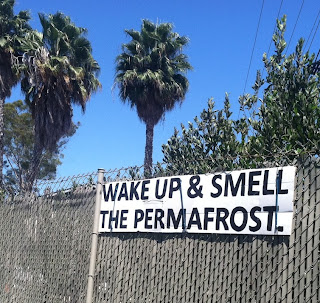 WAKE UP & SMELL
THE PERMAFROST.